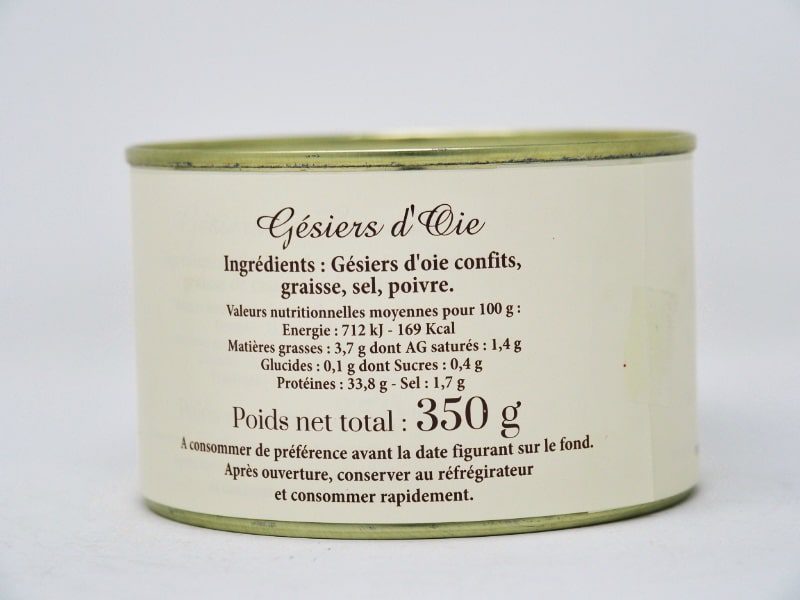 Gésiers d'Oie
Ingrédients : Gésiers d'oie confits,
graisse, sel, poivre.
Valeurs nutritionnelles moyennes pour 100 g :
Energie : 712 kJ - 169 Kcal
Matières grasses : 3,7 g dont AG saturés : 1,4 g
Glucides : 0,1 g dont Sucres : 0,4 g
Protéines : 33,8 g - Sel : 1,7 g
Poids net total : 350 g
A consommer de préférence avant la date figurant sur le fond.
Après ouverture, conserver au réfrigirateur
et consommer rapidement.